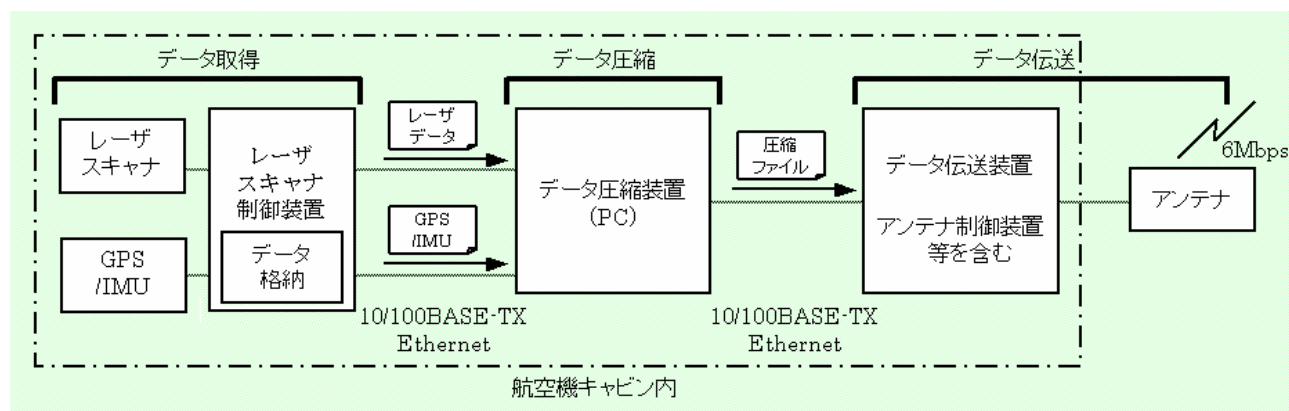 データ取得
データ圧縮
データ伝送
レーザ
スキャナ
GPS
/IMU
レーザ
スキャナ
制御装置
データ
格納
レーザ
データ
GPS
/IMU
10/100BASE-TX
Ethernet
データ圧縮装置
(PC)
圧縮
ファイル
10/100BASE-TX
Ethernet
データ伝送装置
アンテナ制御装置
等を含む
6Mbps
アンテナ
航空機キャビン内